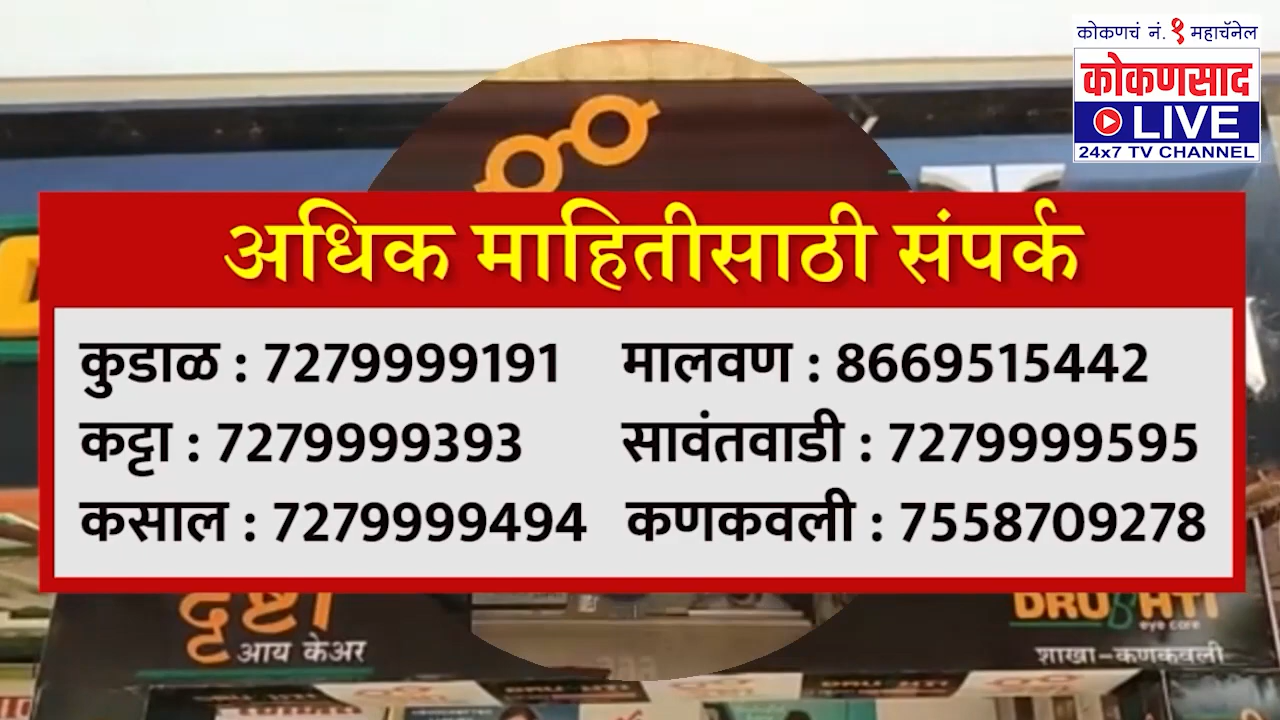 कोकणचं नं. १ महाचॅनेल
कोकणसाद
LIVE
24x7 TV CHANNEL
अधिक माहितीसाठी संपर्क
कुडाळ : 7279999191
मालवण : 8669515442
कट्टा : 7279999393
सावंतवाडी : 7279999595
कसाल : 7279999494
कणकवली : 7558709278
आय केअर
DRUSHTI
eye care
शाखा-कणकवली